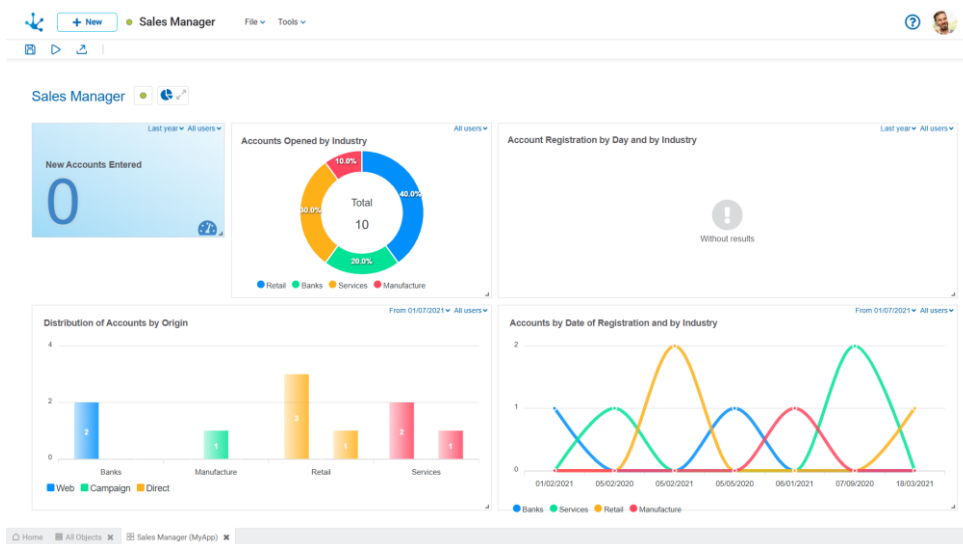 + New
Sales Manager
File
Tools
?
Sales Manager
Last year All users
New Accounts Entered
0
All users
Accounts Opened by Industry
10.0%
40.0%
30.0%
20.0%
Total
10
Retail Banks Services Manufacture
Last year All users
Account Registration by Day and by Industry
Without results
From 01/07/2021 All users
Distribution of Accounts by Origin
4
2
0
2
1
3
1
2
1
Banks Manufacture Retail Services
Web Campaign Direct
From 01/07/2021 All users
Accounts by Date of Registration and by Industry
2
1
0
01/02/2021 05/02/2020 05/02/2021 05/05/2020 06/01/2021 07/09/2020 18/03/2021
Banks Services Retail Manufacture
Home All Objects Sales Manager (MyApp)